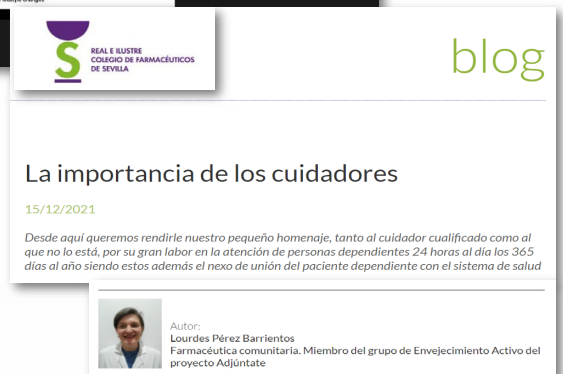 changes
REAL E ILUSTRE
COLEGIO DE FARMACÉUTICOS
DE SEVILLA
blog
La importancia de los cuidadores
15/12/2021
Desde aquí queremos rendirle nuestro pequeño homenaje, tanto al cuidador cualificado como al
que no lo está, por su gran labor en la atención de personas dependientes 24 horas al día los 365
días al año siendo estos además el nexo de unión del paciente dependiente con el sistema de salud
Autor:
Lourdes Pérez Barrientos
Farmacéutica comunitaria. Miembro del grupo de Envejecimiento Activo del
proyecto Adjúntate